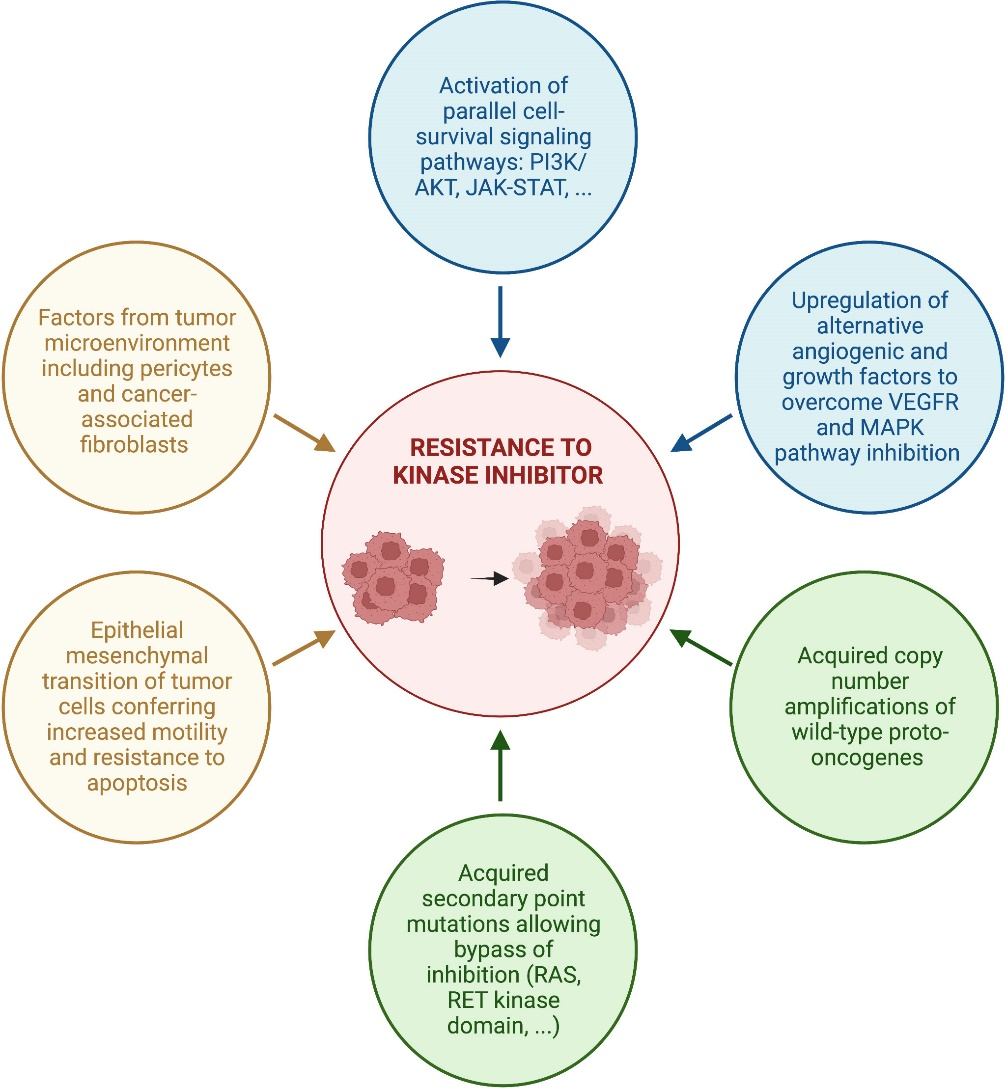 Activation of
parallel cell-
survival signaling
pathways: PI3K/
AKT, JAK-STAT, ...
Factors from tumor
microenvironment
including pericytes
and cancer-
associated
fibroblasts
Upregulation of
alternative
angiogenic and
growth factors to
overcome VEGFR
and MAPK
pathway inhibition
RESISTANCE TO
KINASE INHIBITOR
Epithelial
mesenchymal
transition of tumor
cells conferring
increased motility
and resistance to
apoptosis
Acquired copy
number
amplifications of
wild-type proto-
oncogenes
Acquired
secondary point
mutations allowing
bypass of
inhibition (RAS,
RET kinase
domain, ...)